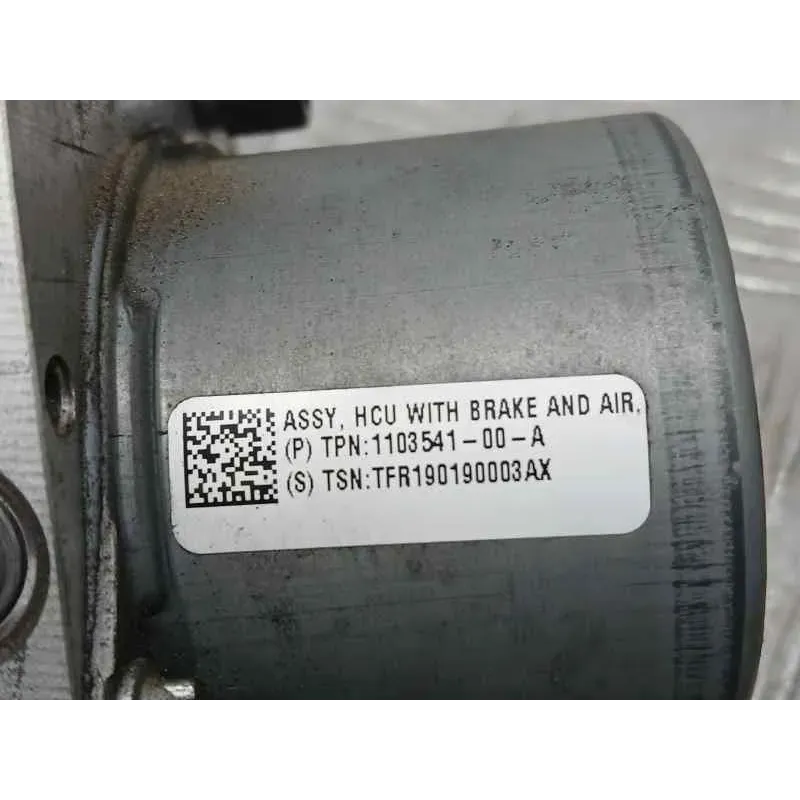 ASSY, HCU WITH BRAKE AND AIR,
(P) TPN:1103541-00-A
(S) TSN:TFR190190003AX